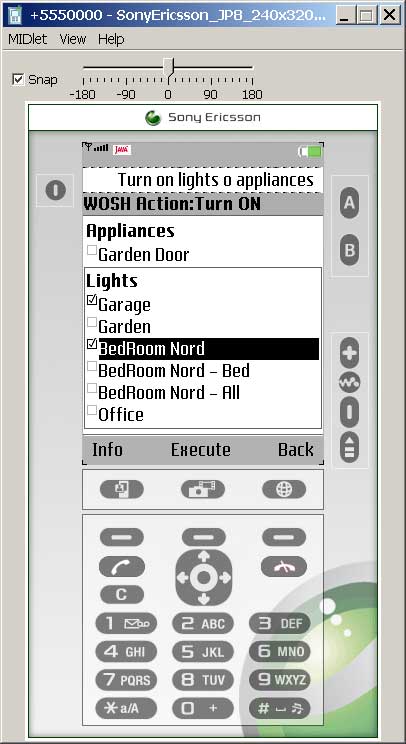 +5550000 - SonyEricsson_JP8_240x320...
MIDlet View Help
Snap
-180 -90 0 90 180
Sony Ericsson
JAVA
Turn on lights o appliances
WOSH Action:Turn ON
Appliances
Garden Door
Lights
Garage
Garden
BedRoom Nord
BedRoom Nord - Bed
BedRoom Nord - All
Office
Info Execute Back
A
B
C
1 2 ABC 3 DEF
4 GHI 5 JKL 6 MNO
7 PQRS 8 TUV 9 WXYZ
* a/A 0 + #